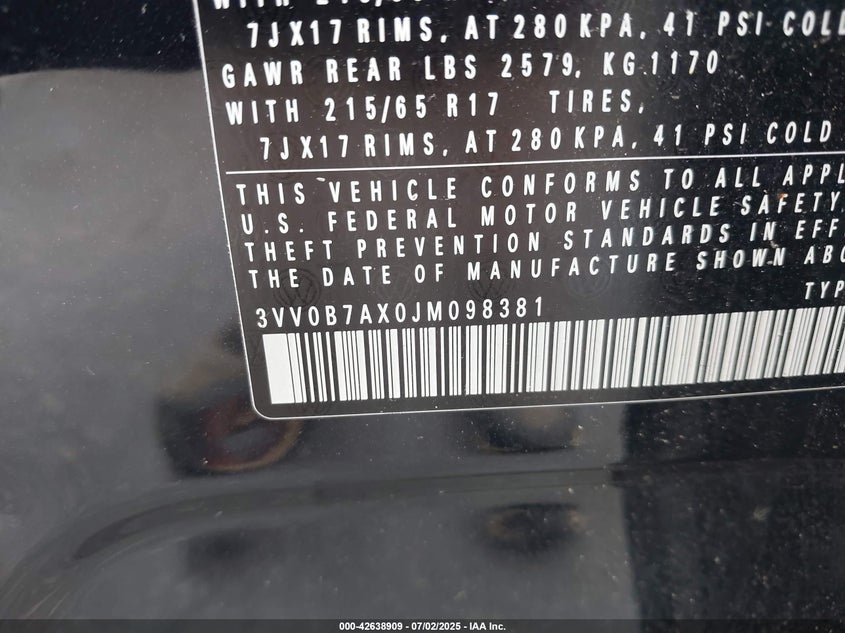 7JX17 RIMS, AT 280 KPA, 41 PSI COLD
GAWR REAR LBS 2579, KG 1170
WITH 215/65 R17 TIRES,
7JX17 RIMS, AT 280 KPA, 41 PSI COLD
THIS VEHICLE CONFORMS TO ALL APPL
U.S. FEDERAL MOTOR VEHICLE SAFETY,
THEFT PREVENTION STANDARDS IN EFF
THE DATE OF MANUFACTURE SHOWN ABO
TYP
3VV0B7AX0JM098381
000-42638909 - 07/02/2025 - IAA Inc.